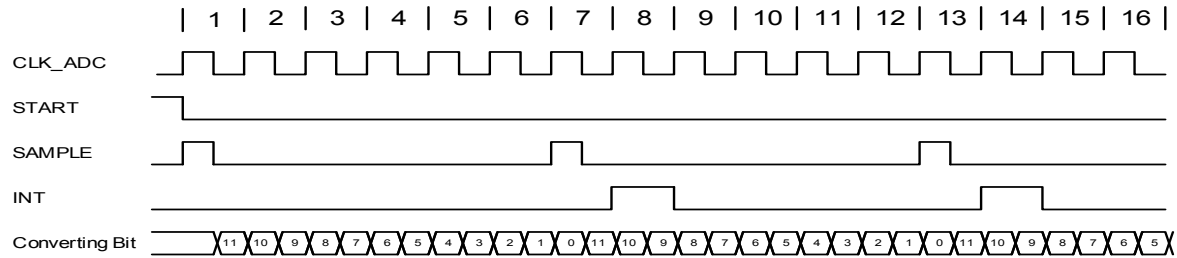 | 1 | 2 | 3 | 4 | 5 | 6 | 7 | 8 | 9 | 10 | 11 | 12 | 13 | 14 | 15 | 16 |
CLK_ADC
START
SAMPLE
INT
Converting Bit 11 10 9 8 7 6 5 4 3 2 1 0 11 10 9 8 7 6 5 4 3 2 1 0 11 10 9 8 7 6 5